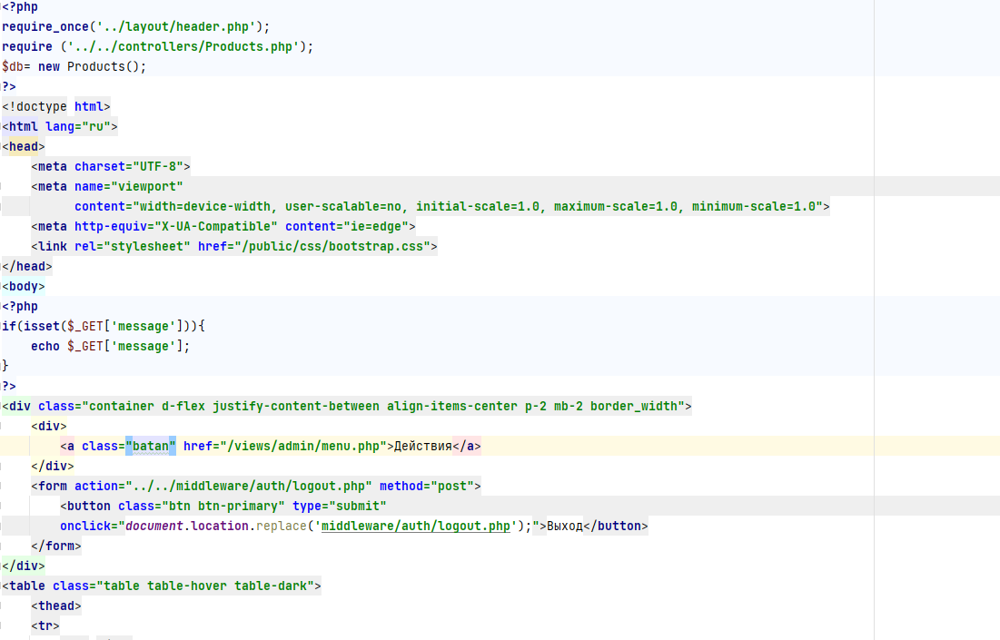 <?php
require_once('../layout/header.php');
require ('../../controllers/Products.php');
$db= new Products();
?>
<!doctype html>
<html lang="ru">
<head>
    <meta charset="UTF-8">
    <meta name="viewport"
          content="width=device-width, user-scalable=no, initial-scale=1.0, maximum-scale=1.0, minimum-scale=1.0">
    <meta http-equiv="X-UA-Compatible" content="ie=edge">
    <link rel="stylesheet" href="/public/css/bootstrap.css">
</head>
<body>
<?php
if(isset($_GET['message'])){
    echo $_GET['message'];
}
?>
<div class="container d-flex justify-content-between align-items-center p-2 mb-2 border_width">
    <div>
        <a class="batan" href="/views/admin/menu.php">Действия</a>
    </div>
    <form action="../../middleware/auth/logout.php" method="post">
        <button class="btn btn-primary" type="submit"
        onclick="document.location.replace('middleware/auth/logout.php');">Выход</button>
    </form>
</div>
<table class="table table-hover table-dark">
    <thead>
    <tr>